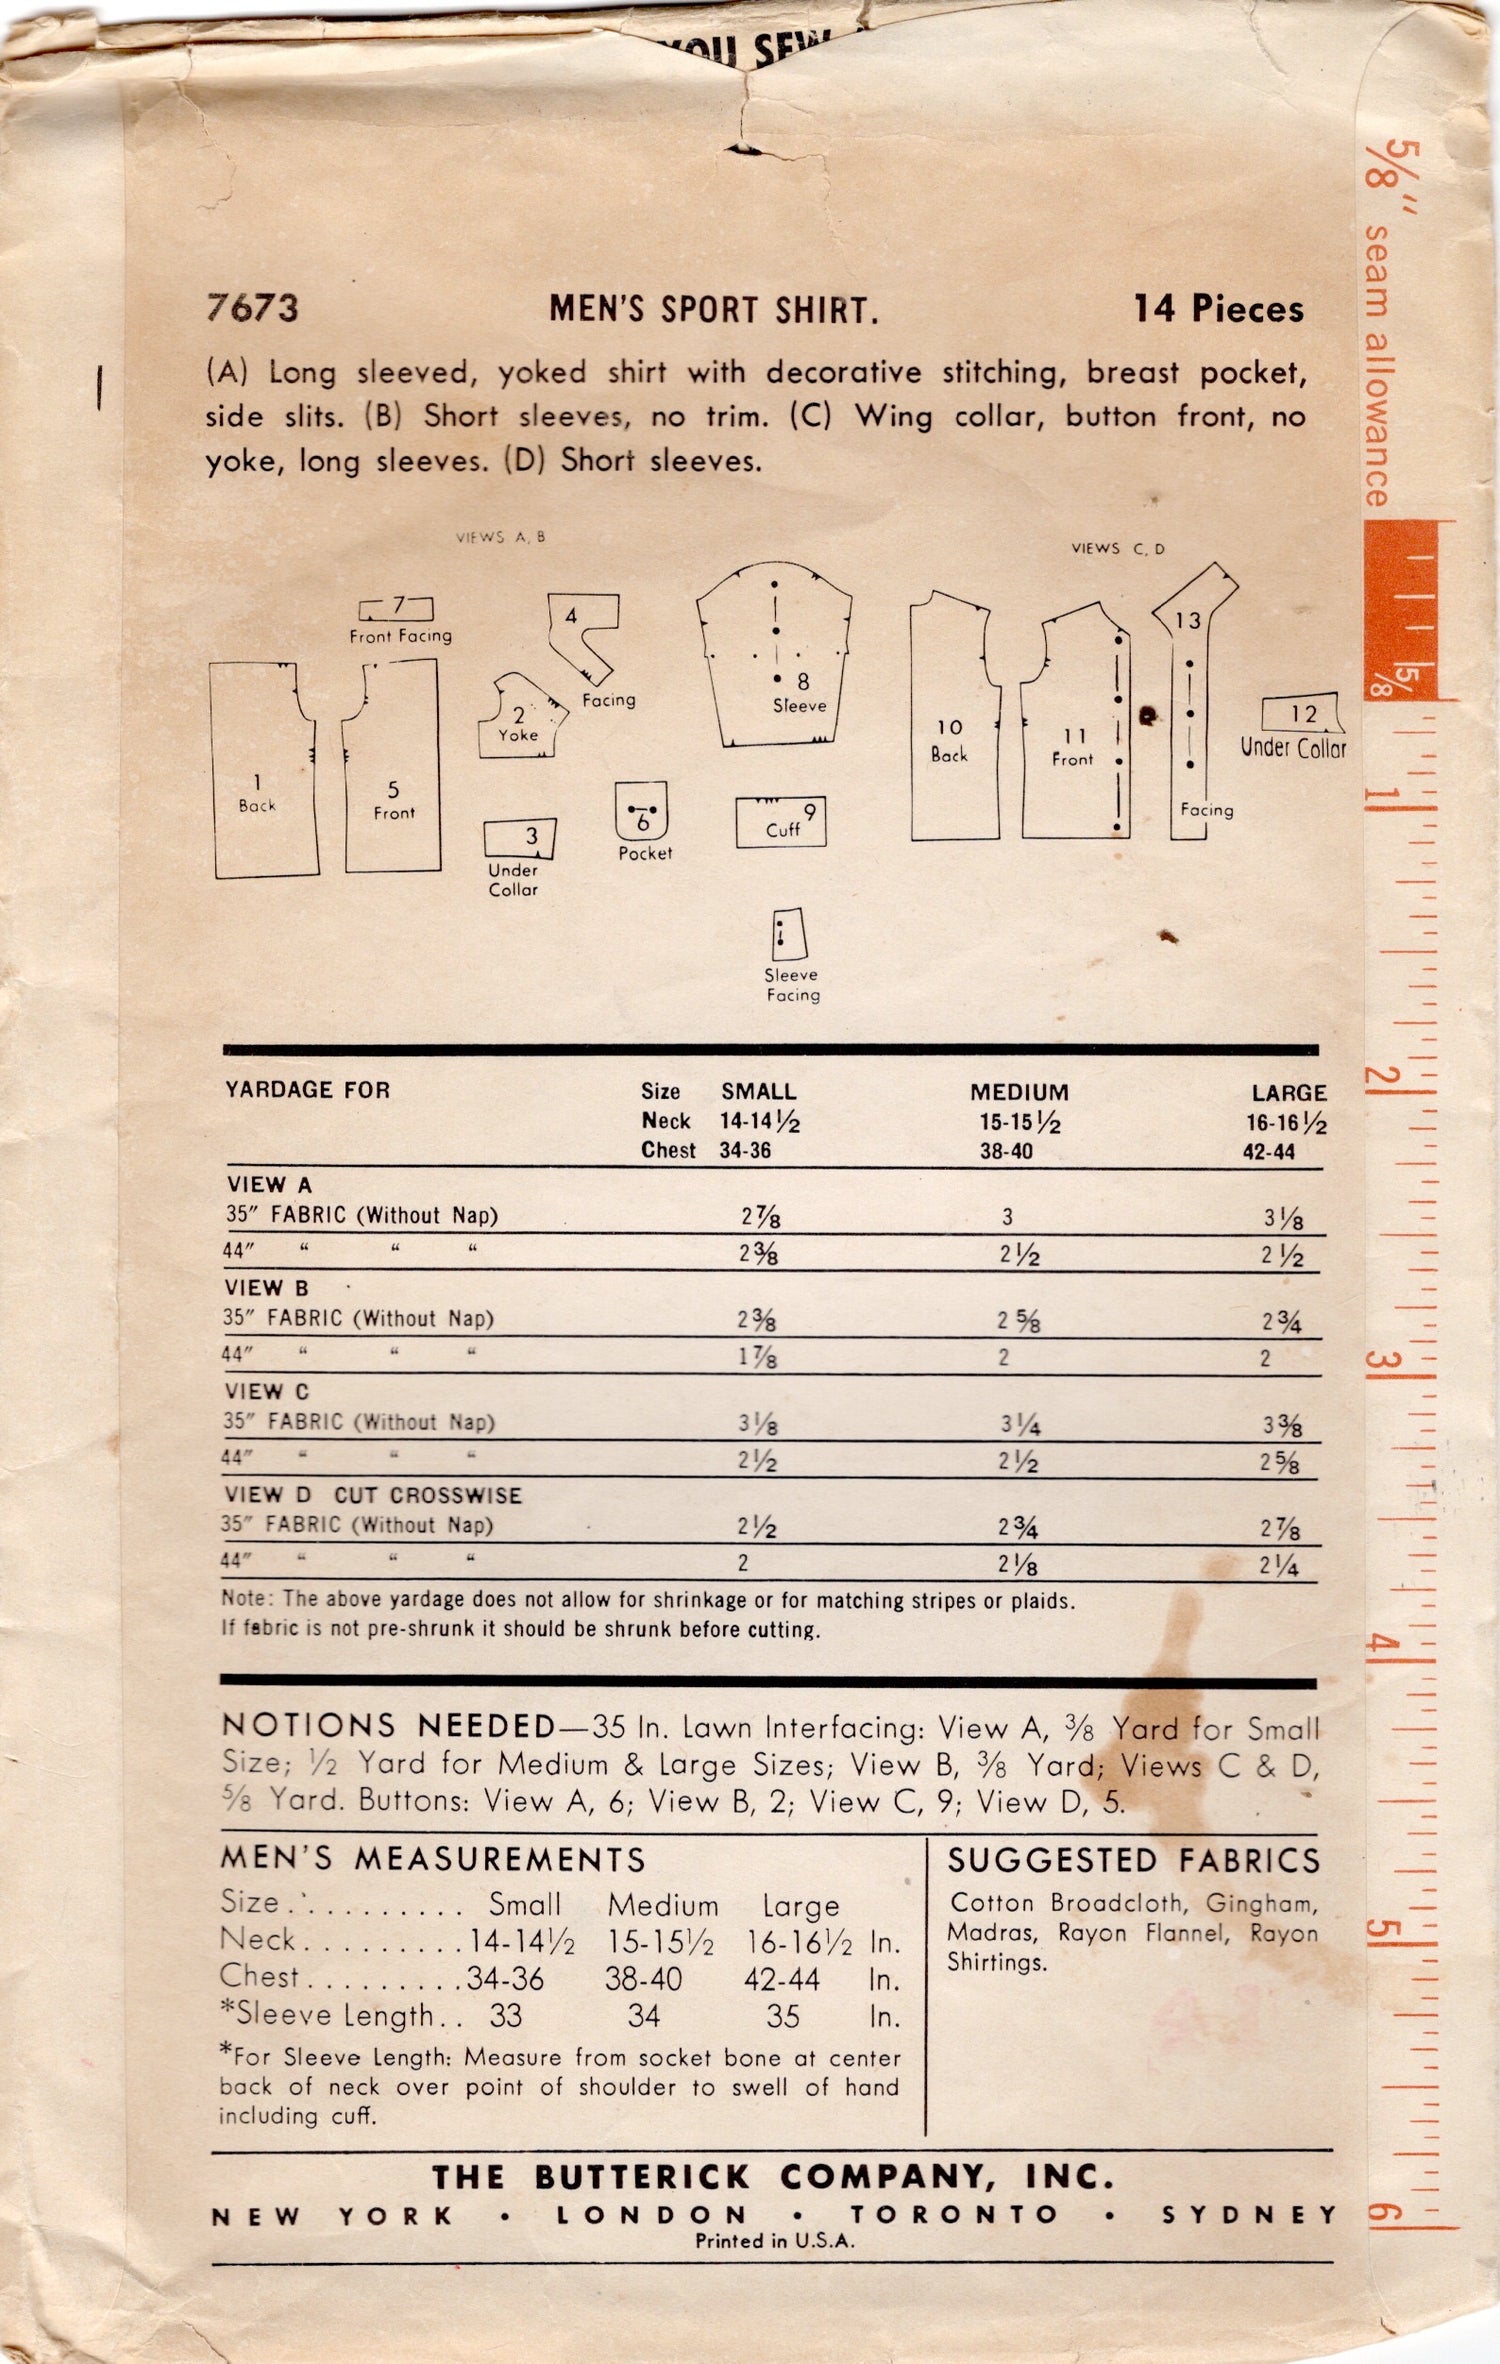 YOU SEW
7673 MEN'S SPORT SHIRT. 14 Pieces
(A) Long sleeved, yoked shirt with decorative stitching, breast pocket,
side slits. (B) Short sleeves, no trim. (C) Wing collar, button front, no
yoke, long sleeves. (D) Short sleeves.
VIEWS A, B
7
Front Facing
1
Back
5
Front
2
Yoke
4
Facing
3
Under
Collar
6
Pocket
8
Sleeve
9
Cuff
Sleeve
Facing
VIEWS C, D
10
Back
11
Front
13
Facing
12
Under Collar
YARDAGE FOR Size SMALL MEDIUM LARGE
Neck 14-14½ 15-15½ 16-16½
Chest 34-36 38-40 42-44
VIEW A
35″ FABRIC (Without Nap) 2⅞ 3 3⅛
44″ “ “ “ 2⅜ 2½ 2½
VIEW B
35″ FABRIC (Without Nap) 2⅜ 2⅝ 2¾
44″ “ “ “ 1⅞ 2 2
VIEW C
35″ FABRIC (Without Nap) 3⅛ 3¼ 3⅜
44″ “ “ “ 2½ 2½ 2⅝
VIEW D CUT CROSSWISE
35″ FABRIC (Without Nap) 2½ 2¾ 2⅞
44″ “ “ “ 2 2⅛ 2¼
Note: The above yardage does not allow for shrinkage or for matching stripes or plaids.
If fabric is not pre-shrunk it should be shrunk before cutting.
NOTIONS NEEDED—35 In. Lawn Interfacing: View A, ⅜ Yard for Small
Size; ½ Yard for Medium & Large Sizes; View B, ⅜ Yard; Views C & D,
⅝ Yard. Buttons: View A, 6; View B, 2; View C, 9; View D, 5.
MEN'S MEASUREMENTS
Size . . . . . . . . . . Small Medium Large
Neck . . . . . . . . . . 14-14½ 15-15½ 16-16½ In.
Chest . . . . . . . . . 34-36 38-40 42-44 In.
*Sleeve Length . . 33 34 35 In.
*For Sleeve Length: Measure from socket bone at center
back of neck over point of shoulder to swell of hand
including cuff.
SUGGESTED FABRICS
Cotton Broadcloth, Gingham,
Madras, Rayon Flannel, Rayon
Shirtings.
THE BUTTERICK COMPANY, INC.
NEW YORK • LONDON • TORONTO • SYDNEY
Printed in U.S.A.
⅝″ seam allowance
⅝
1
2
3
4
5
6